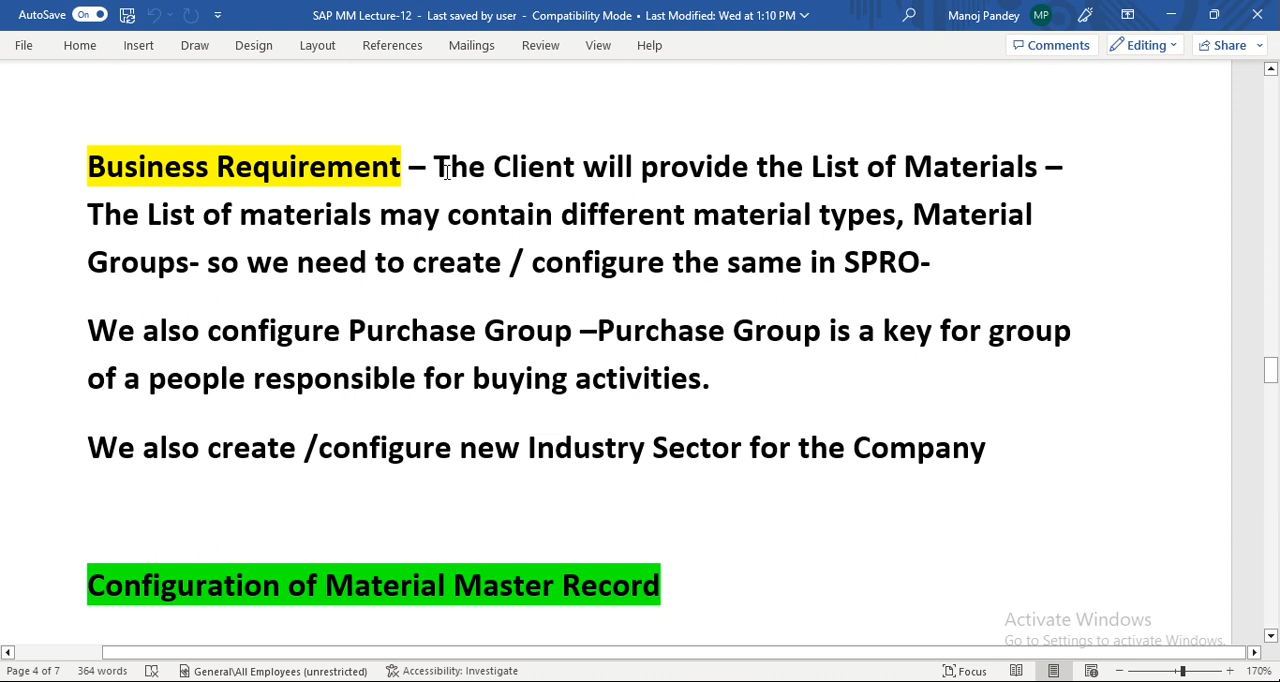 AutoSave On SAP MM Lecture-12 - Last saved by user - Compatibility Mode • Last Modified: Wed at 1:10 PM Manoj Pandey MP
File Home Insert Draw Design Layout References Mailings Review View Help Comments Editing Share
Business Requirement – The Client will provide the List of Materials –
The List of materials may contain different material types, Material
Groups- so we need to create / configure the same in SPRO-
We also configure Purchase Group –Purchase Group is a key for group
of a people responsible for buying activities.
We also create /configure new Industry Sector for the Company
Configuration of Material Master Record
Activate Windows
Go to Settings to activate Windows.
Page 4 of 7 364 words General\All Employees (unrestricted) Accessibility: Investigate Focus 170%